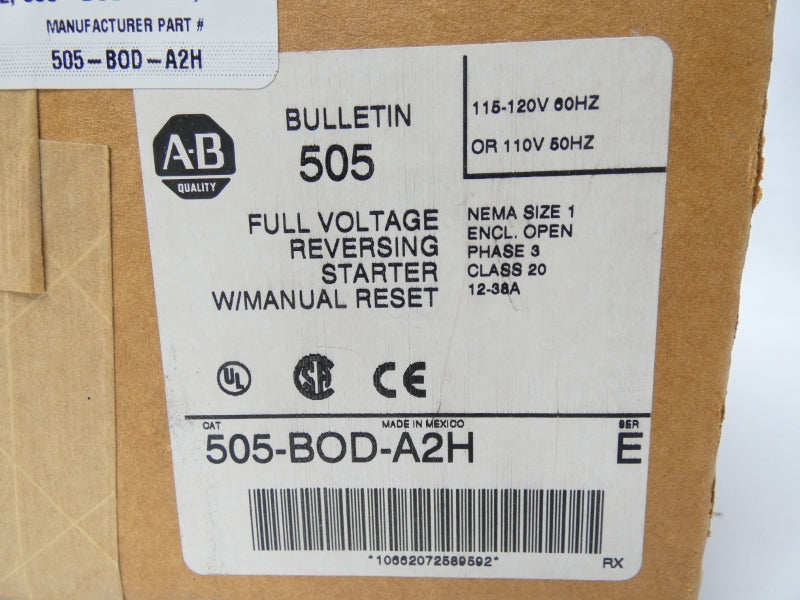 MANUFACTURER PART #
505-BOD-A2H
A-B
QUALITY
BULLETIN
505
115-120V 60HZ
OR 110V 50HZ
FULL VOLTAGE
REVERSING
STARTER
W/MANUAL RESET
NEMA SIZE 1
ENCL. OPEN
PHASE 3
CLASS 20
12-38A
UL
SA
CE
CAT
MADE IN MEXICO
SER
505-BOD-A2H
E
*10662072589592*
RX